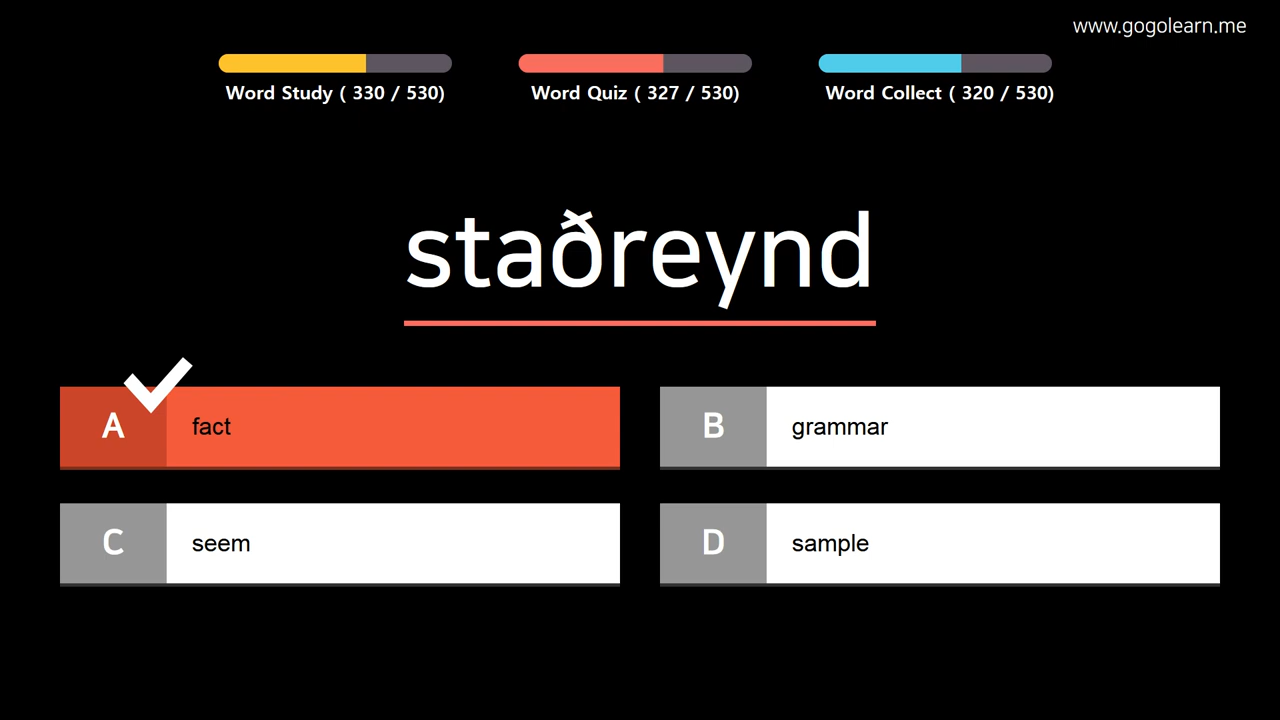 www.gogolearn.me
Word Study ( 330 / 530)
Word Quiz ( 327 / 530)
Word Collect ( 320 / 530)
staðreynd
A fact
B grammar
C seem
D sample